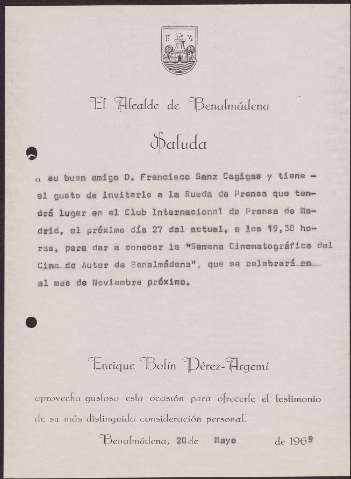 El Alcalde de Benalmádena
Saluda
a su buen amigo D. Francisco Sanz Cagigas y tiene -
el gusto de invitarle a la Rueda de Prensa que ten-
drá lugar en el Club Internacional de Prensa de Ma-
drid, el próximo día 27 del actual, a las 19,30 ho-
ras, para dar a conocer la "Semana Cinematográfica del
Cine de Autor de Benalmádena", que se celebrará en
el mes de Noviembre próximo.
Enrique Bolín Pérez-Argemí
aprovecha gustoso esta ocasión para ofrecerle el testimonio
de su más distinguida consideración personal.
Benalmádena, 20 de Mayo de 1969